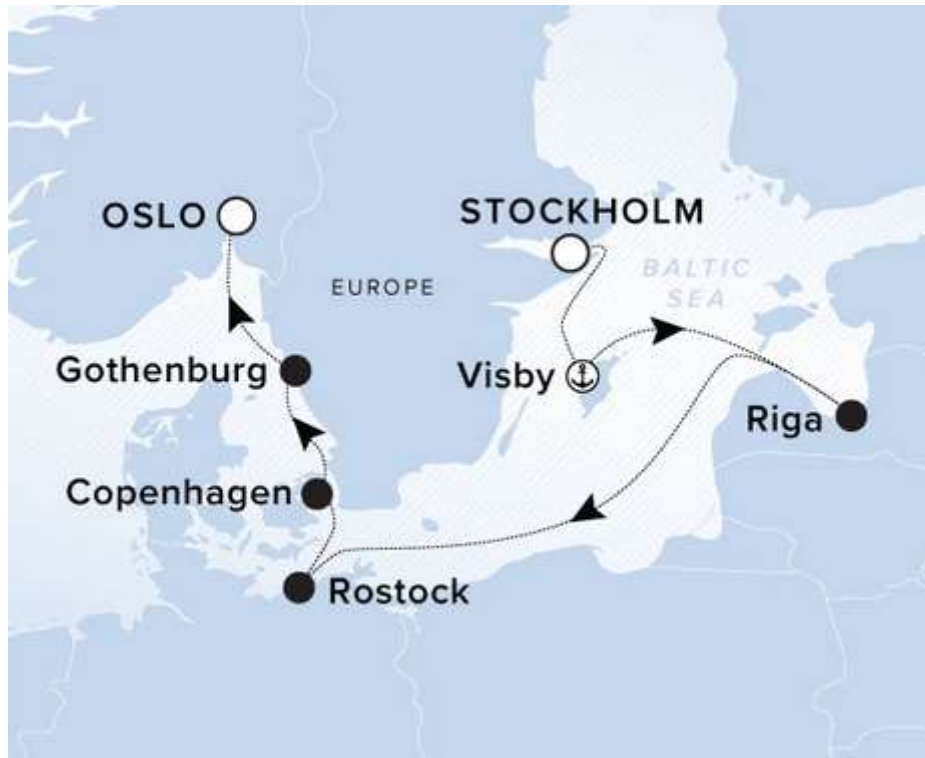 OSLO
STOCKHOLM
BALTIC
SEA
EUROPE
Gothenburg
Visby
Riga
Copenhagen
Rostock